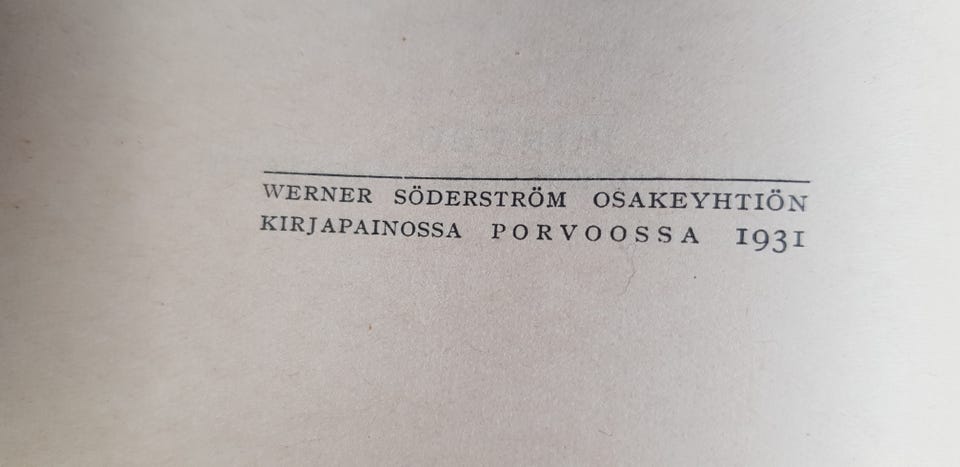 WERNER SÖDERSTRÖM OSAKEYHTIÖN
KIRJAPAINOSSA PORVOOSSA 1931